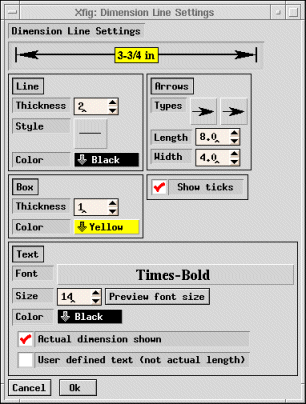 Xfig: Dimension Line Settings
Dimension Line Settings
3-3/4 in
Line
Thickness 2
Style
Color Black
Arrows
Types
Length 8.0
Width 4.0
Box
Thickness 1
Color Yellow
Show ticks
Text
Font Times-Bold
Size 14 Preview font size
Color Black
Actual dimension shown
User defined text (not actual length)
Cancel Ok